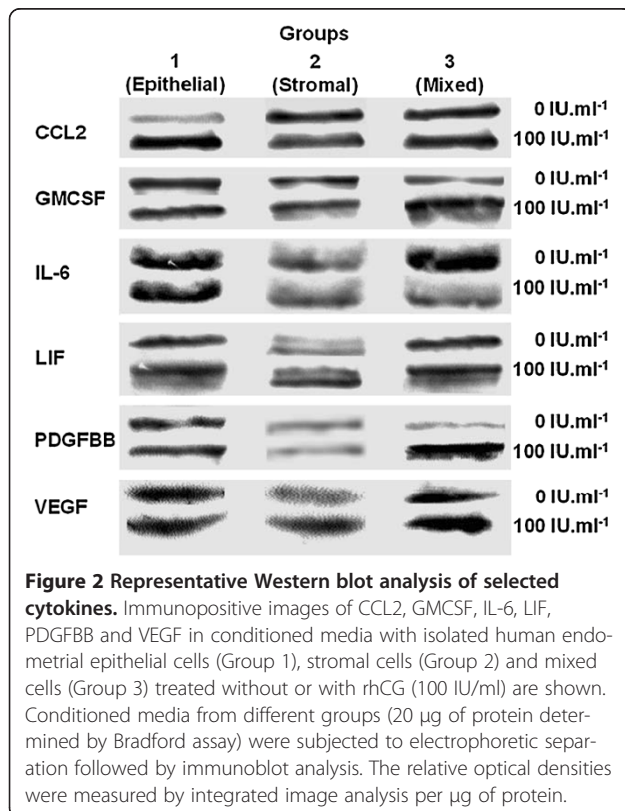 Groups
1 2 3
(Epithelial) (Stromal) (Mixed)
CCL2
0 IU.ml-1
100 IU.ml-1
GMCSF
0 IU.ml-1
100 IU.ml-1
IL-6
0 IU.ml-1
100 IU.ml-1
LIF
0 IU.ml-1
100 IU.ml-1
PDGFBB
0 IU.ml-1
100 IU.ml-1
VEGF
0 IU.ml-1
100 IU.ml-1
Figure 2 Representative Western blot analysis of selected
cytokines. Immunopositive images of CCL2, GMCSF, IL-6, LIF,
PDGFBB and VEGF in conditioned media with isolated human endo-
metrial epithelial cells (Group 1), stromal cells (Group 2) and mixed
cells (Group 3) treated without or with rhCG (100 IU/ml) are shown.
Conditioned media from different groups (20 μg of protein deter-
mined by Bradford assay) were subjected to electrophoretic separ-
ation followed by immunoblot analysis. The relative optical densities
were measured by integrated image analysis per μg of protein.